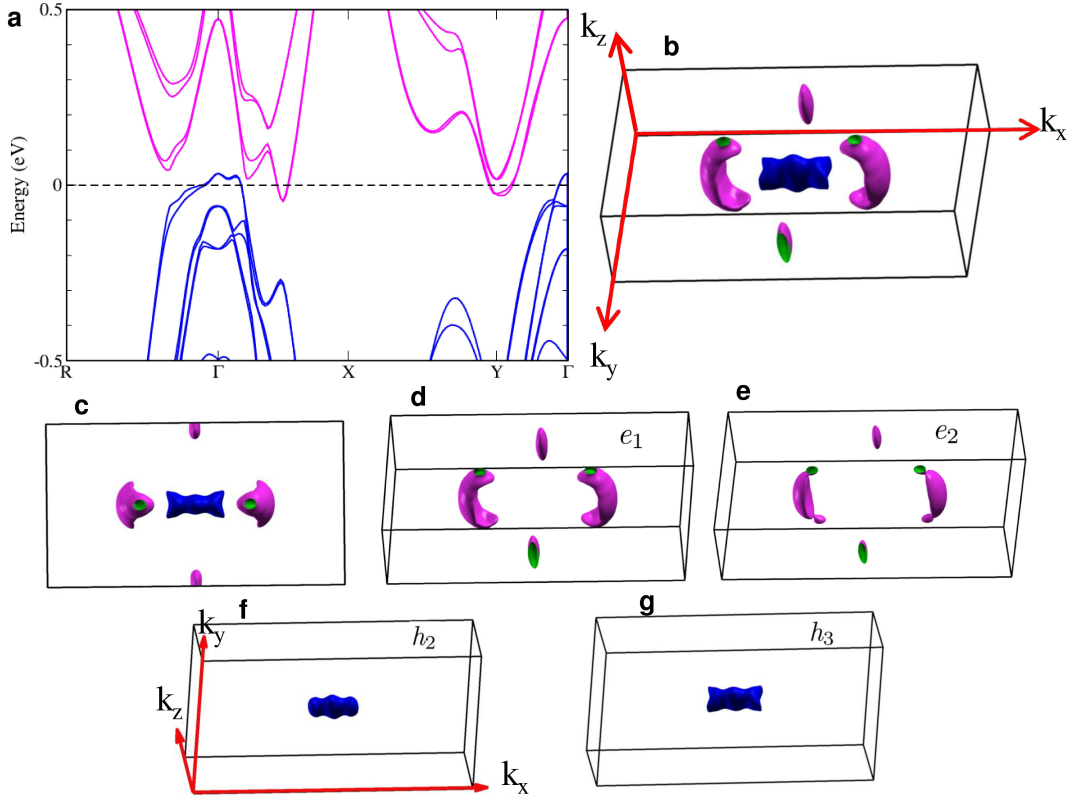 a
0.5
0
-0.5
Energy (eV)
R
Γ
X
Y
Γ
b
k_z
k_x
k_y
c
d
e_1
e
e_2
f
h_2
k_y
k_z
k_x
g
h_3